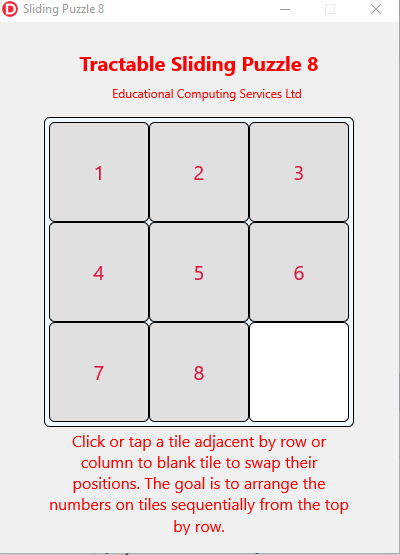 D Sliding Puzzle 8
Tractable Sliding Puzzle 8
Educational Computing Services Ltd
1 2 3
4 5 6
7 8
Click or tap a tile adjacent by row or
column to blank tile to swap their
positions. The goal is to arrange the
numbers on tiles sequentially from the top
by row.